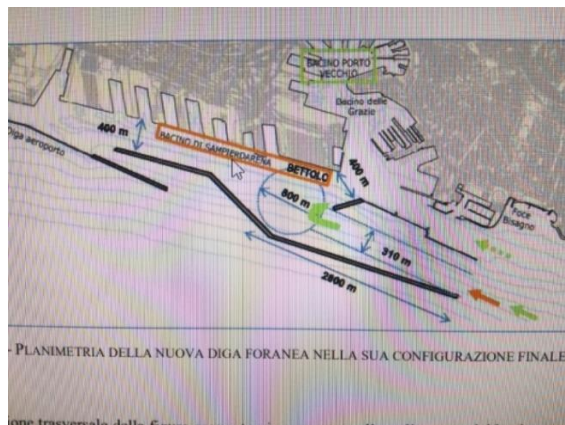 BACINO PORTO
VECCHIO
Bacino delle
Grazie
400 m
Diga aeroporto
BACINO DI SAMPIERDARENA
BETTOLO
400 m
800 m
Foce
Bisagno
310 m
2800 m
- PLANIMETRIA DELLA NUOVA DIGA FORANEA NELLA SUA CONFIGURAZIONE FINALE